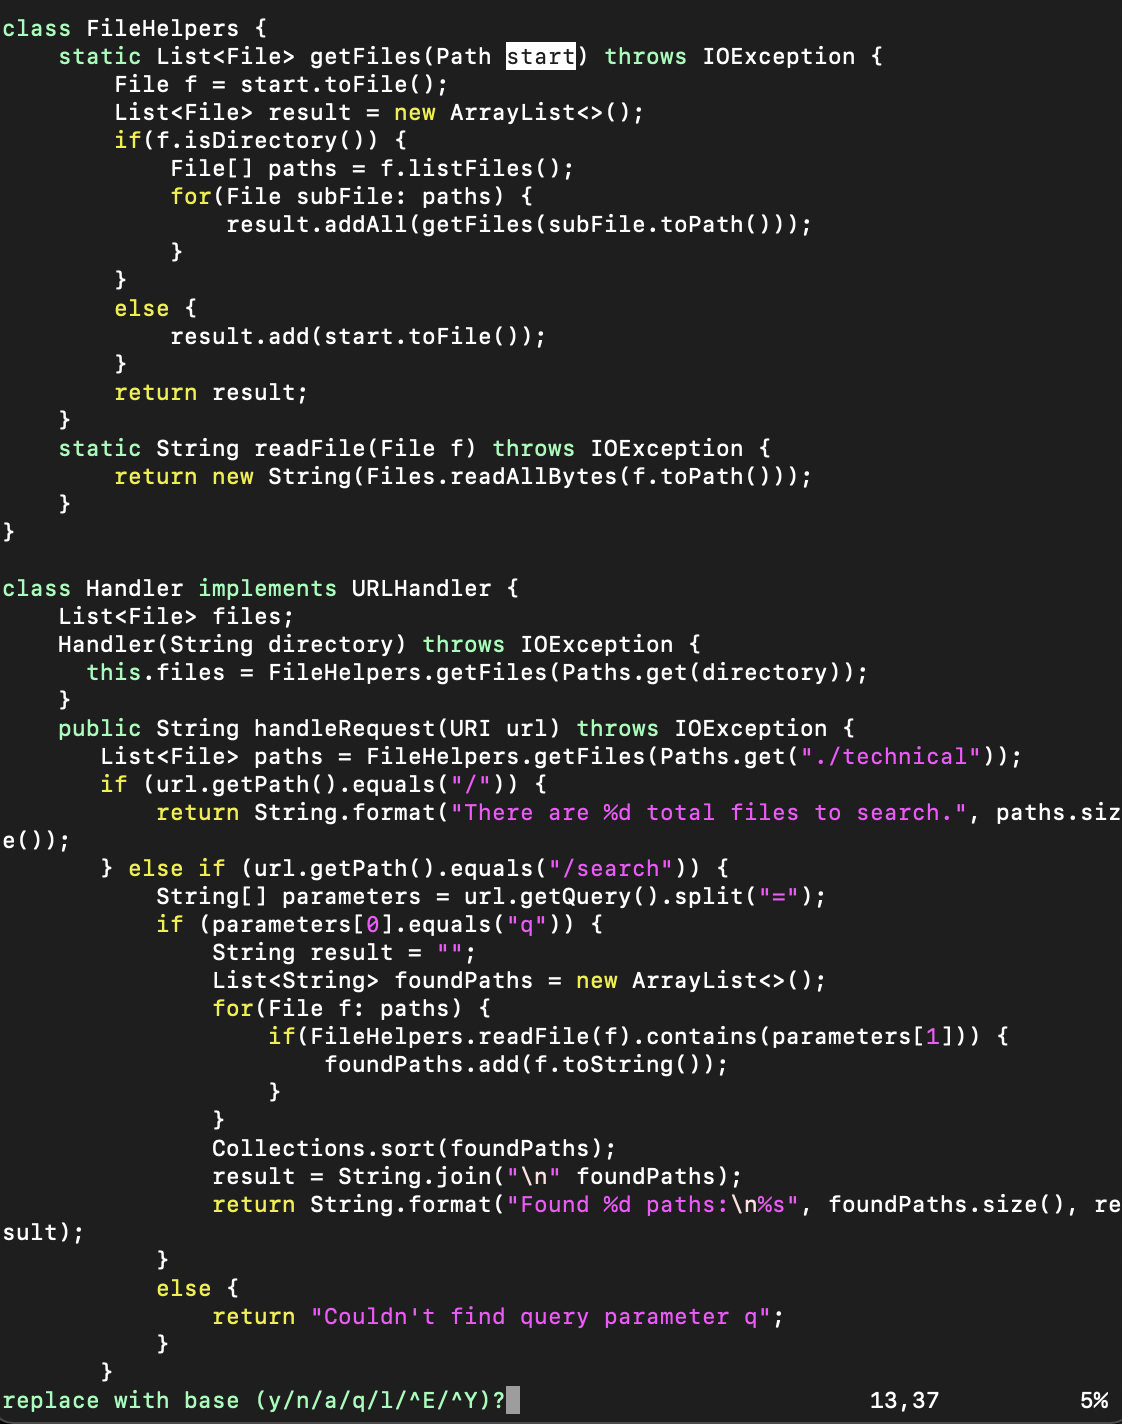 class FileHelpers {
    static List<File> getFiles(Path start) throws IOException {
        File f = start.toFile();
        List<File> result = new ArrayList<>();
        if(f.isDirectory()) {
            File[] paths = f.listFiles();
            for(File subFile: paths) {
                result.addAll(getFiles(subFile.toPath()));
            }
        }
        else {
            result.add(start.toFile());
        }
        return result;
    }
    static String readFile(File f) throws IOException {
        return new String(Files.readAllBytes(f.toPath()));
    }
}

class Handler implements URLHandler {
    List<File> files;
    Handler(String directory) throws IOException {
      this.files = FileHelpers.getFiles(Paths.get(directory));
    }
    public String handleRequest(URI url) throws IOException {
       List<File> paths = FileHelpers.getFiles(Paths.get("./technical"));
       if (url.getPath().equals("/")) {
           return String.format("There are %d total files to search.", paths.siz
e());
       } else if (url.getPath().equals("/search")) {
           String[] parameters = url.getQuery().split("=");
           if (parameters[0].equals("q")) {
               String result = "";
               List<String> foundPaths = new ArrayList<>();
               for(File f: paths) {
                   if(FileHelpers.readFile(f).contains(parameters[1])) {
                       foundPaths.add(f.toString());
                   }
               }
               Collections.sort(foundPaths);
               result = String.join("\n" foundPaths);
               return String.format("Found %d paths:\n%s", foundPaths.size(), re
sult);
           }
           else {
               return "Couldn't find query parameter q";
           }
       }
replace with base (y/n/a/q/l/^E/^Y)? 13,37 5%